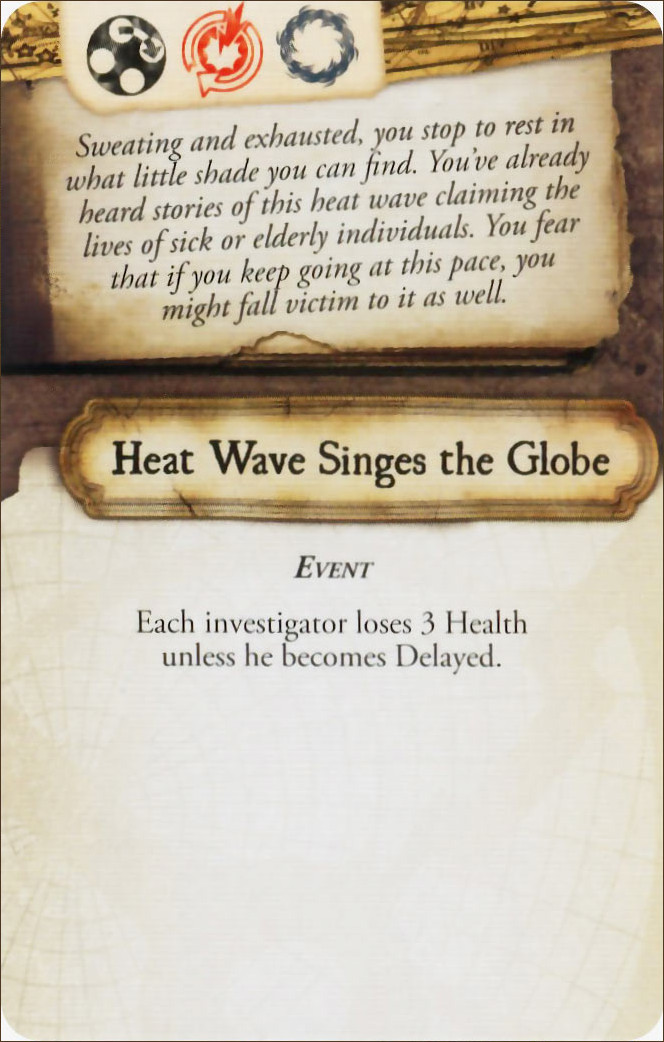 Sweating and exhausted, you stop to rest in
what little shade you can find. You've already
heard stories of this heat wave claiming the
lives of sick or elderly individuals. You fear
that if you keep going at this pace, you
might fall victim to it as well.
Heat Wave Singes the Globe
Event
Each investigator loses 3 Health
unless he becomes Delayed.